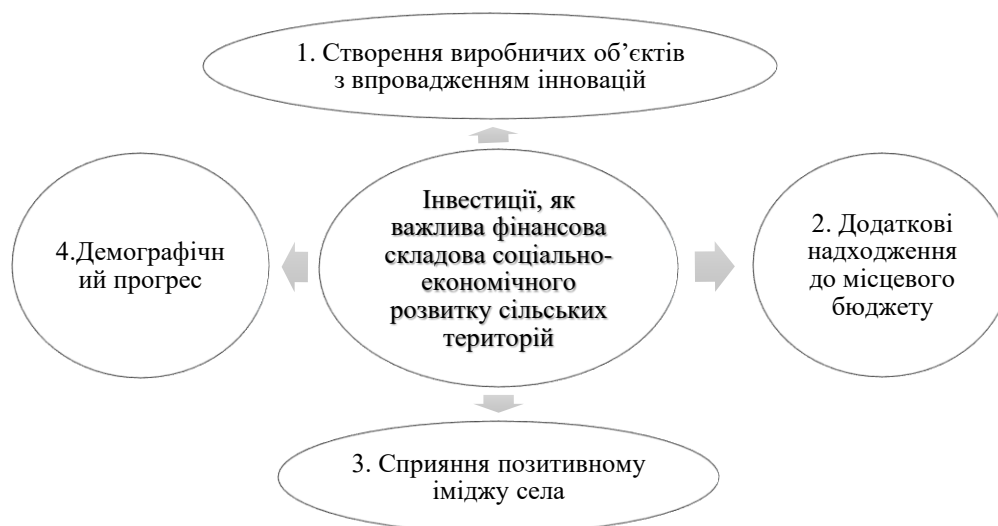 1. Створення виробничих об’єктів
з впровадженням інновацій
4.Демографічн
ий прогрес
Інвестиції, як
важлива фінансова
складова соціально-
економічного
розвитку сільських
територій
2. Додаткові
надходження
до місцевого
бюджету
3. Сприяння позитивному
іміджу села